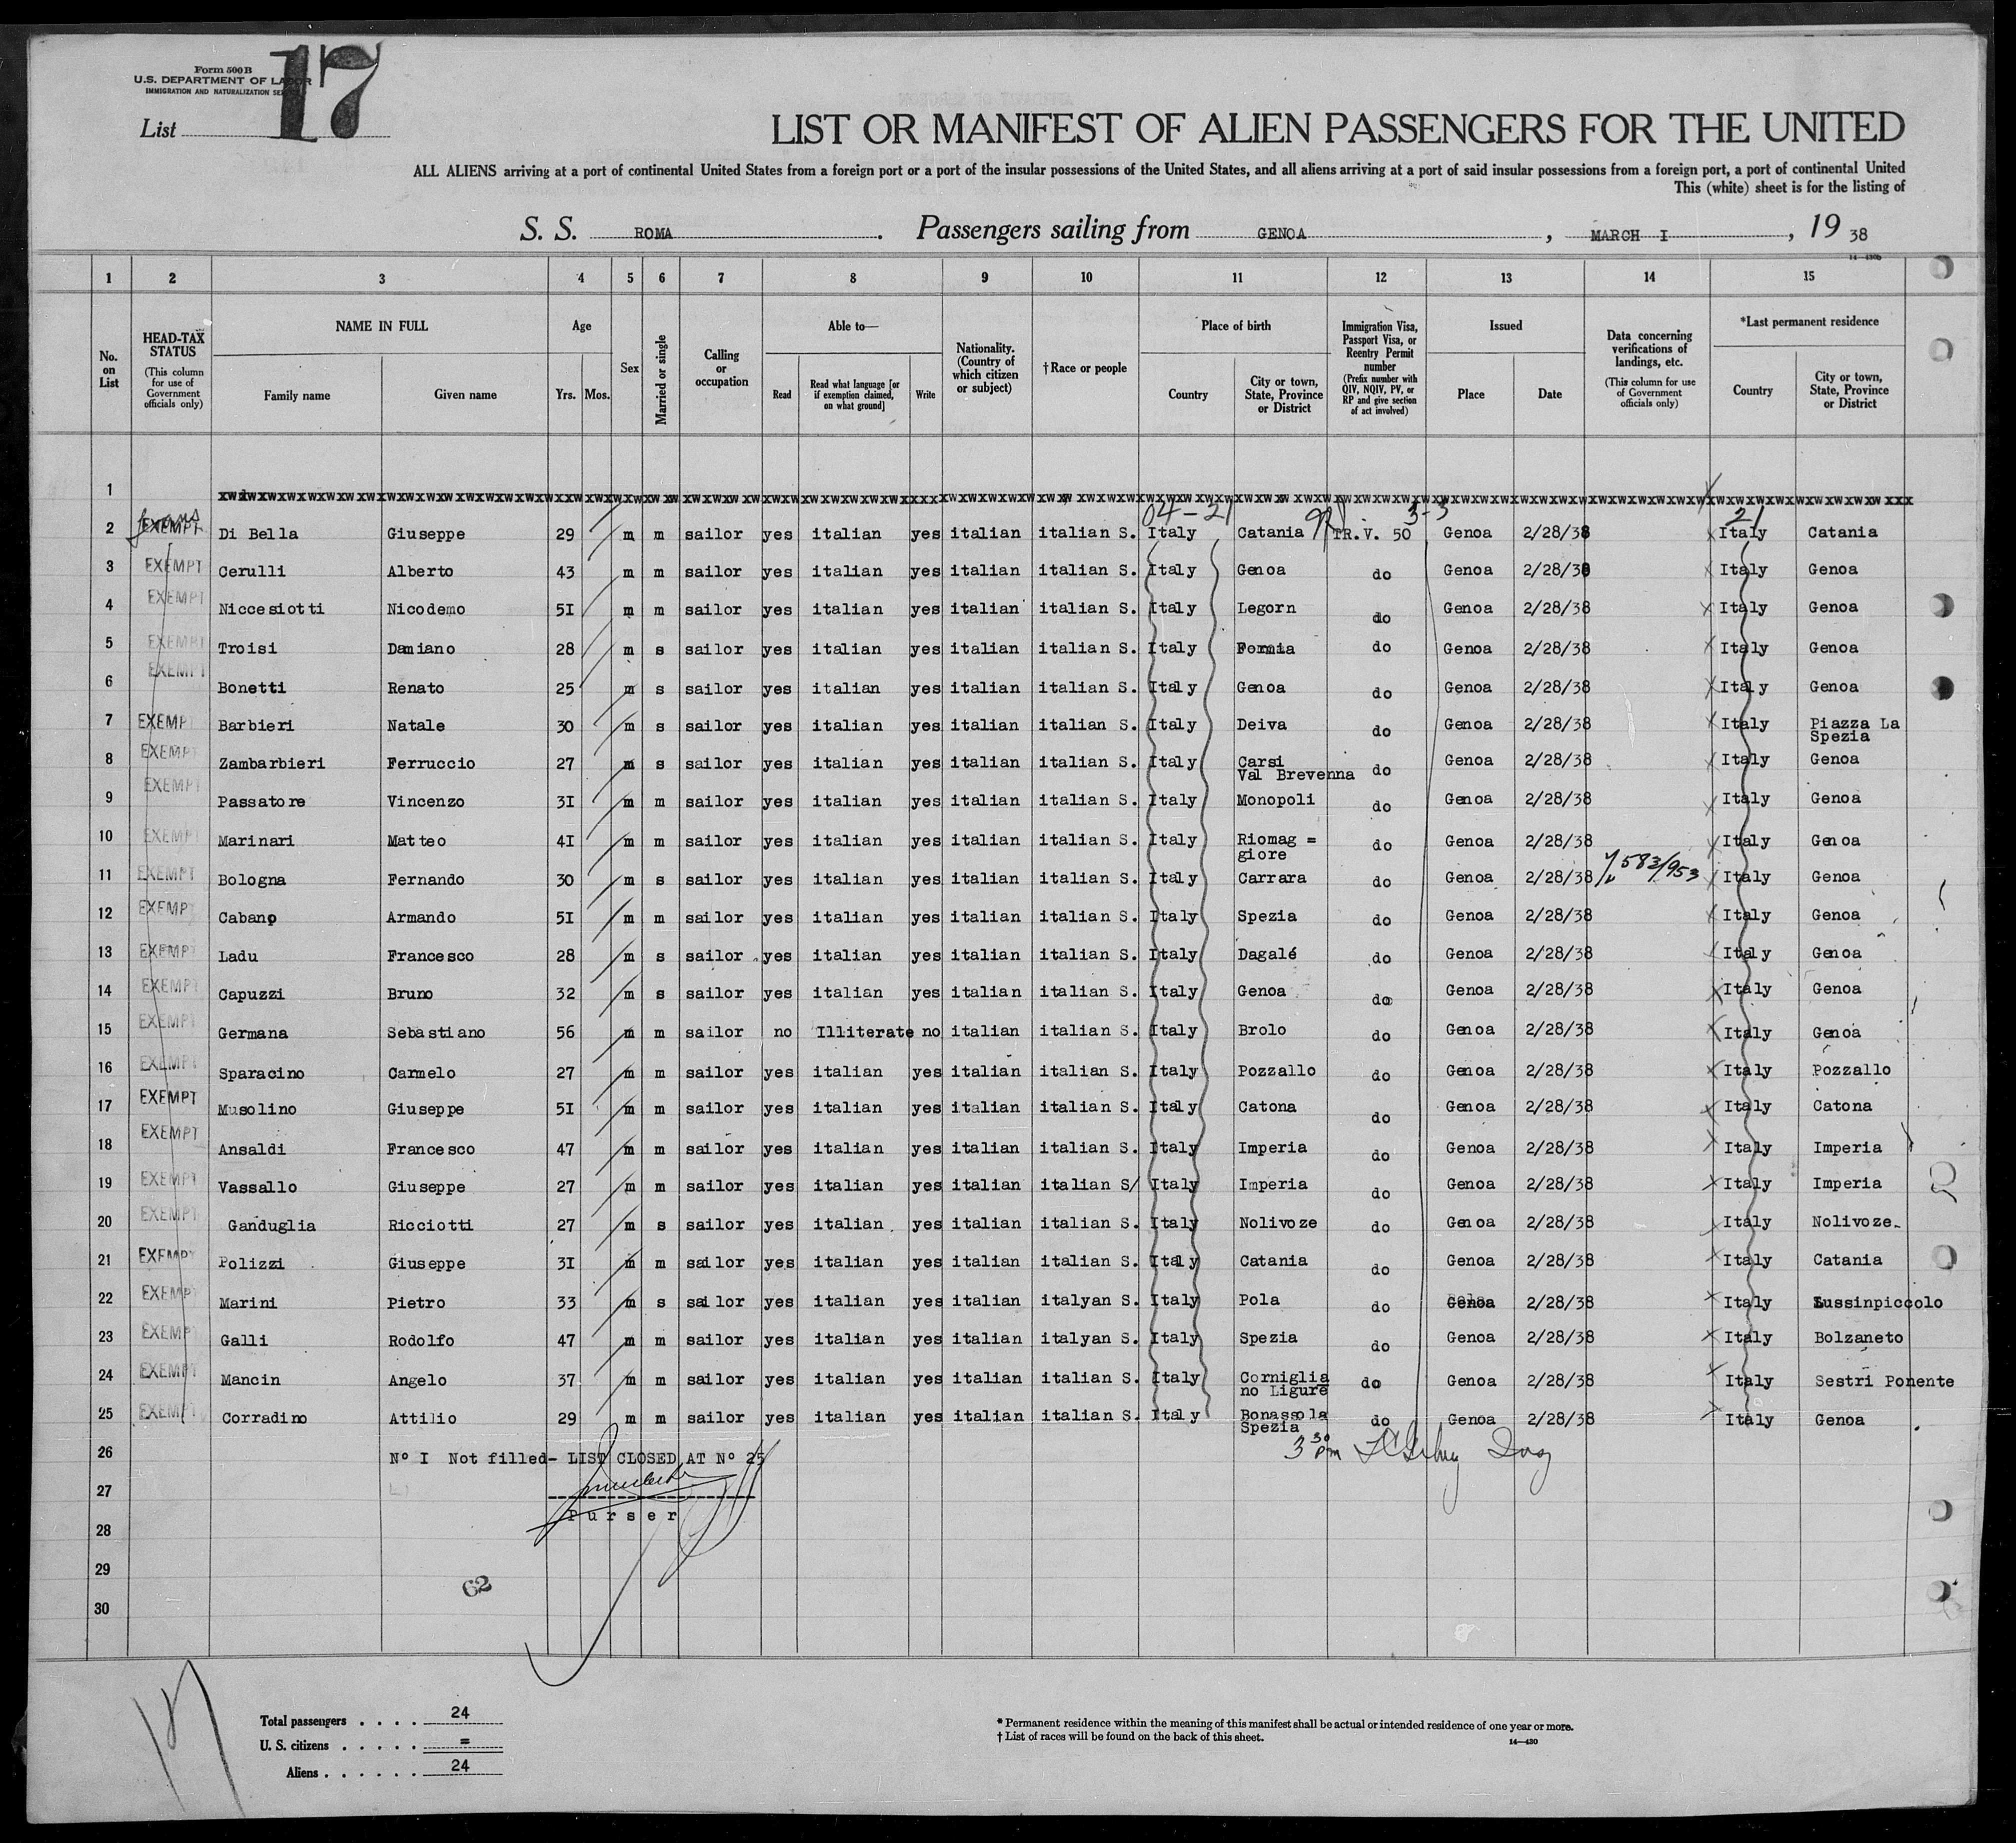 Form 500 B
U.S. DEPARTMENT OF LABOR
IMMIGRATION AND NATURALIZATION
List 17
LIST OR MANIFEST OF ALIEN PASSENGERS FOR THE UNITED
ALL ALIENS arriving at a port of continental United States from a foreign port or a port of the insular possessions of the United States, and all aliens arriving at a port of said insular possessions from a foreign port, a port of continental United
This (white) sheet is for the listing of
S. S. ROMA. Passengers sailing from GENOA, MARCH I, 19 38
14—430b
1 2 3 4 5 6 7 8 9 10 11 12 13 14 15
No. on List
HEAD-TAX STATUS (This column for use of Government officials only)
NAME IN FULL Family name Given name
Age Yrs. Mos.
Sex
Married or single
Calling or occupation
Able to— Read Read what language [or if exemption claimed, on what ground] Write
Nationality. (Country of which citizen or subject)
†Race or people
Place of birth Country City or town, State, Province or District
Immigration Visa, Passport Visa, or Reentry Permit number (Prefix number with QIV, NQIV, PV, or RP and give section of act involved)
Issued Place Date
Data concerning verifications of landings, etc. (This column for use of Government officials only)
*Last permanent residence Country City or town, State, Province or District
1
04-21 3-3 21
2 EXEMPT Di Bella Giuseppe 29 m m sailor yes italian yes italian italian S. Italy Catania TR.V. 50 Genoa 2/28/38 Italy Catania
3 EXEMPT Cerulli Alberto 43 m m sailor yes italian yes italian italian S. Italy Genoa do Genoa 2/28/38 Italy Genoa
4 EXEMPT Niccesiotti Nicodemo 5I m m sailor yes italian yes italian italian S. Italy Legorn do Genoa 2/28/38 Italy Genoa
5 EXEMPT Troisi Damiano 28 m s sailor yes italian yes italian italian S. Italy Formia do Genoa 2/28/38 Italy Genoa
6 EXEMPT Bonetti Renato 25 m s sailor yes italian yes italian italian S. Italy Genoa do Genoa 2/28/38 Italy Genoa
7 EXEMPT Barbieri Natale 30 m s sailor yes italian yes italian italian S. Italy Deiva do Genoa 2/28/38 Italy Piazza La Spezia
8 EXEMPT Zambarbieri Ferruccio 27 m s sailor yes italian yes italian italian S. Italy Carsi Val Brevenna do Genoa 2/28/38 Italy Genoa
9 EXEMPT Passatore Vincenzo 3I m m sailor yes italian yes italian italian S. Italy Monopoli do Genoa 2/28/38 Italy Genoa
10 EXEMPT Marinari Matteo 4I m m sailor yes italian yes italian italian S. Italy Riomag = giore do Genoa 2/28/38 Italy Genoa
11 EXEMPT Bologna Fernando 30 m s sailor yes italian yes italian italian S. Italy Carrara do Genoa 2/28/38 583/953 Italy Genoa
12 EXEMPT Cabano Armando 5I m m sailor yes italian yes italian italian S. Italy Spezia do Genoa 2/28/38 Italy Genoa
13 EXEMPT Ladu Francesco 28 m s sailor yes italian yes italian italian S. Italy Dagalé do Genoa 2/28/38 Italy Genoa
14 EXEMPT Capuzzi Bruno 32 m s sailor yes italian yes italian italian S. Italy Genoa do Genoa 2/28/38 Italy Genoa
15 EXEMPT Germana Sebastiano 56 m m sailor no Illiterate no italian italian S. Italy Brolo do Genoa 2/28/38 Italy Genoa
16 EXEMPT Sparacino Carmelo 27 m m sailor yes italian yes italian italian S. Italy Pozzallo do Genoa 2/28/38 Italy Pozzallo
17 EXEMPT Musolino Giuseppe 5I m m sailor yes italian yes italian italian S. Italy Catona do Genoa 2/28/38 Italy Catona
18 EXEMPT Ansaldi Francesco 47 m m sailor yes italian yes italian italian S. Italy Imperia do Genoa 2/28/38 Italy Imperia
19 EXEMPT Vassallo Giuseppe 27 m m sailor yes italian yes italian italian S/ Italy Imperia do Genoa 2/28/38 Italy Imperia
20 EXEMPT Ganduglia Ricciotti 27 m s sailor yes italian yes italian italian S. Italy Nolivoze do Genoa 2/28/38 Italy Nolivoze
21 EXEMPT Polizzi Giuseppe 3I m m sailor yes italian yes italian italian S. Italy Catania do Genoa 2/28/38 Italy Catania
22 EXEMPT Marini Pietro 33 m s sailor yes italian yes italian italyan S. Italy Pola do Genoa 2/28/38 Italy Lussinpiccolo
23 EXEMPT Galli Rodolfo 47 m m sailor yes italian yes italian italyan S. Italy Spezia do Genoa 2/28/38 Italy Bolzaneto
24 EXEMPT Mancin Angelo 37 m m sailor yes italian yes italian italian S. Italy Corniglia no Ligure do Genoa 2/28/38 Italy Sestri Ponente
25 EXEMPT Corradino Attilio 29 m m sailor yes italian yes italian italian S. Italy Bonassola Spezia do Genoa 2/28/38 Italy Genoa
26 Nº I Not filled- LIST CLOSED AT Nº 25 3 30 pm
27
Purser
28
29
62
30
Total passengers . . . . 24
U. S. citizens . . . . . =
Aliens . . . . . . 24
* Permanent residence within the meaning of this manifest shall be actual or intended residence of one year or more.
† List of races will be found on the back of this sheet. 14—430